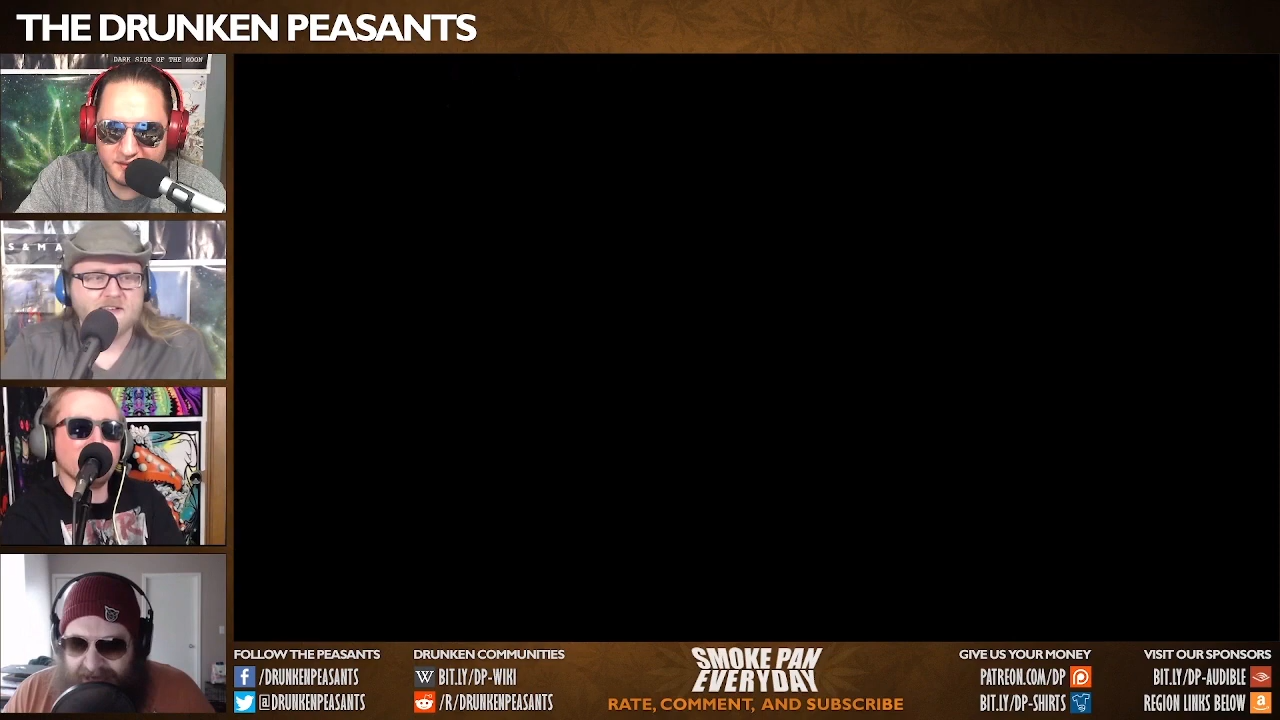 THE DRUNKEN PEASANTS
DARK SIDE OF THE MOON
S & M A
FOLLOW THE PEASANTS
/DRUNKENPEASANTS
@DRUNKENPEASANTS
DRUNKEN COMMUNITIES
W BIT.LY/DP-WIKI
/R/DRUNKENPEASANTS
SMOKE PAN
EVERYDAY
RATE, COMMENT, AND SUBSCRIBE
GIVE US YOUR MONEY
PATREON.COM/DP
BIT.LY/DP-SHIRTS
VISIT OUR SPONSORS
BIT.LY/DP-AUDIBLE
REGION LINKS BELOW